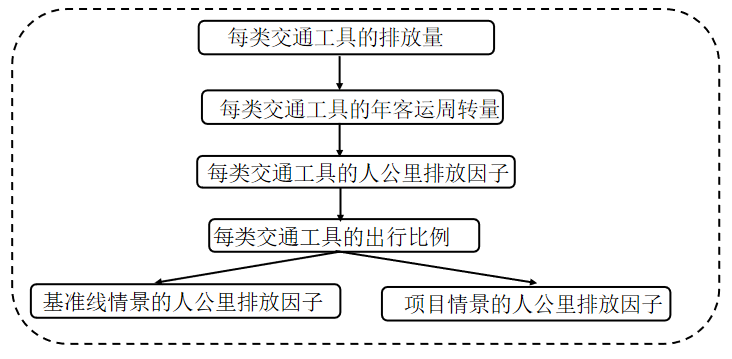 每类交通工具的排放量
每类交通工具的年客运周转量
每类交通工具的人公里排放因子
每类交通工具的出行比例
基准线情景的人公里排放因子
项目情景的人公里排放因子